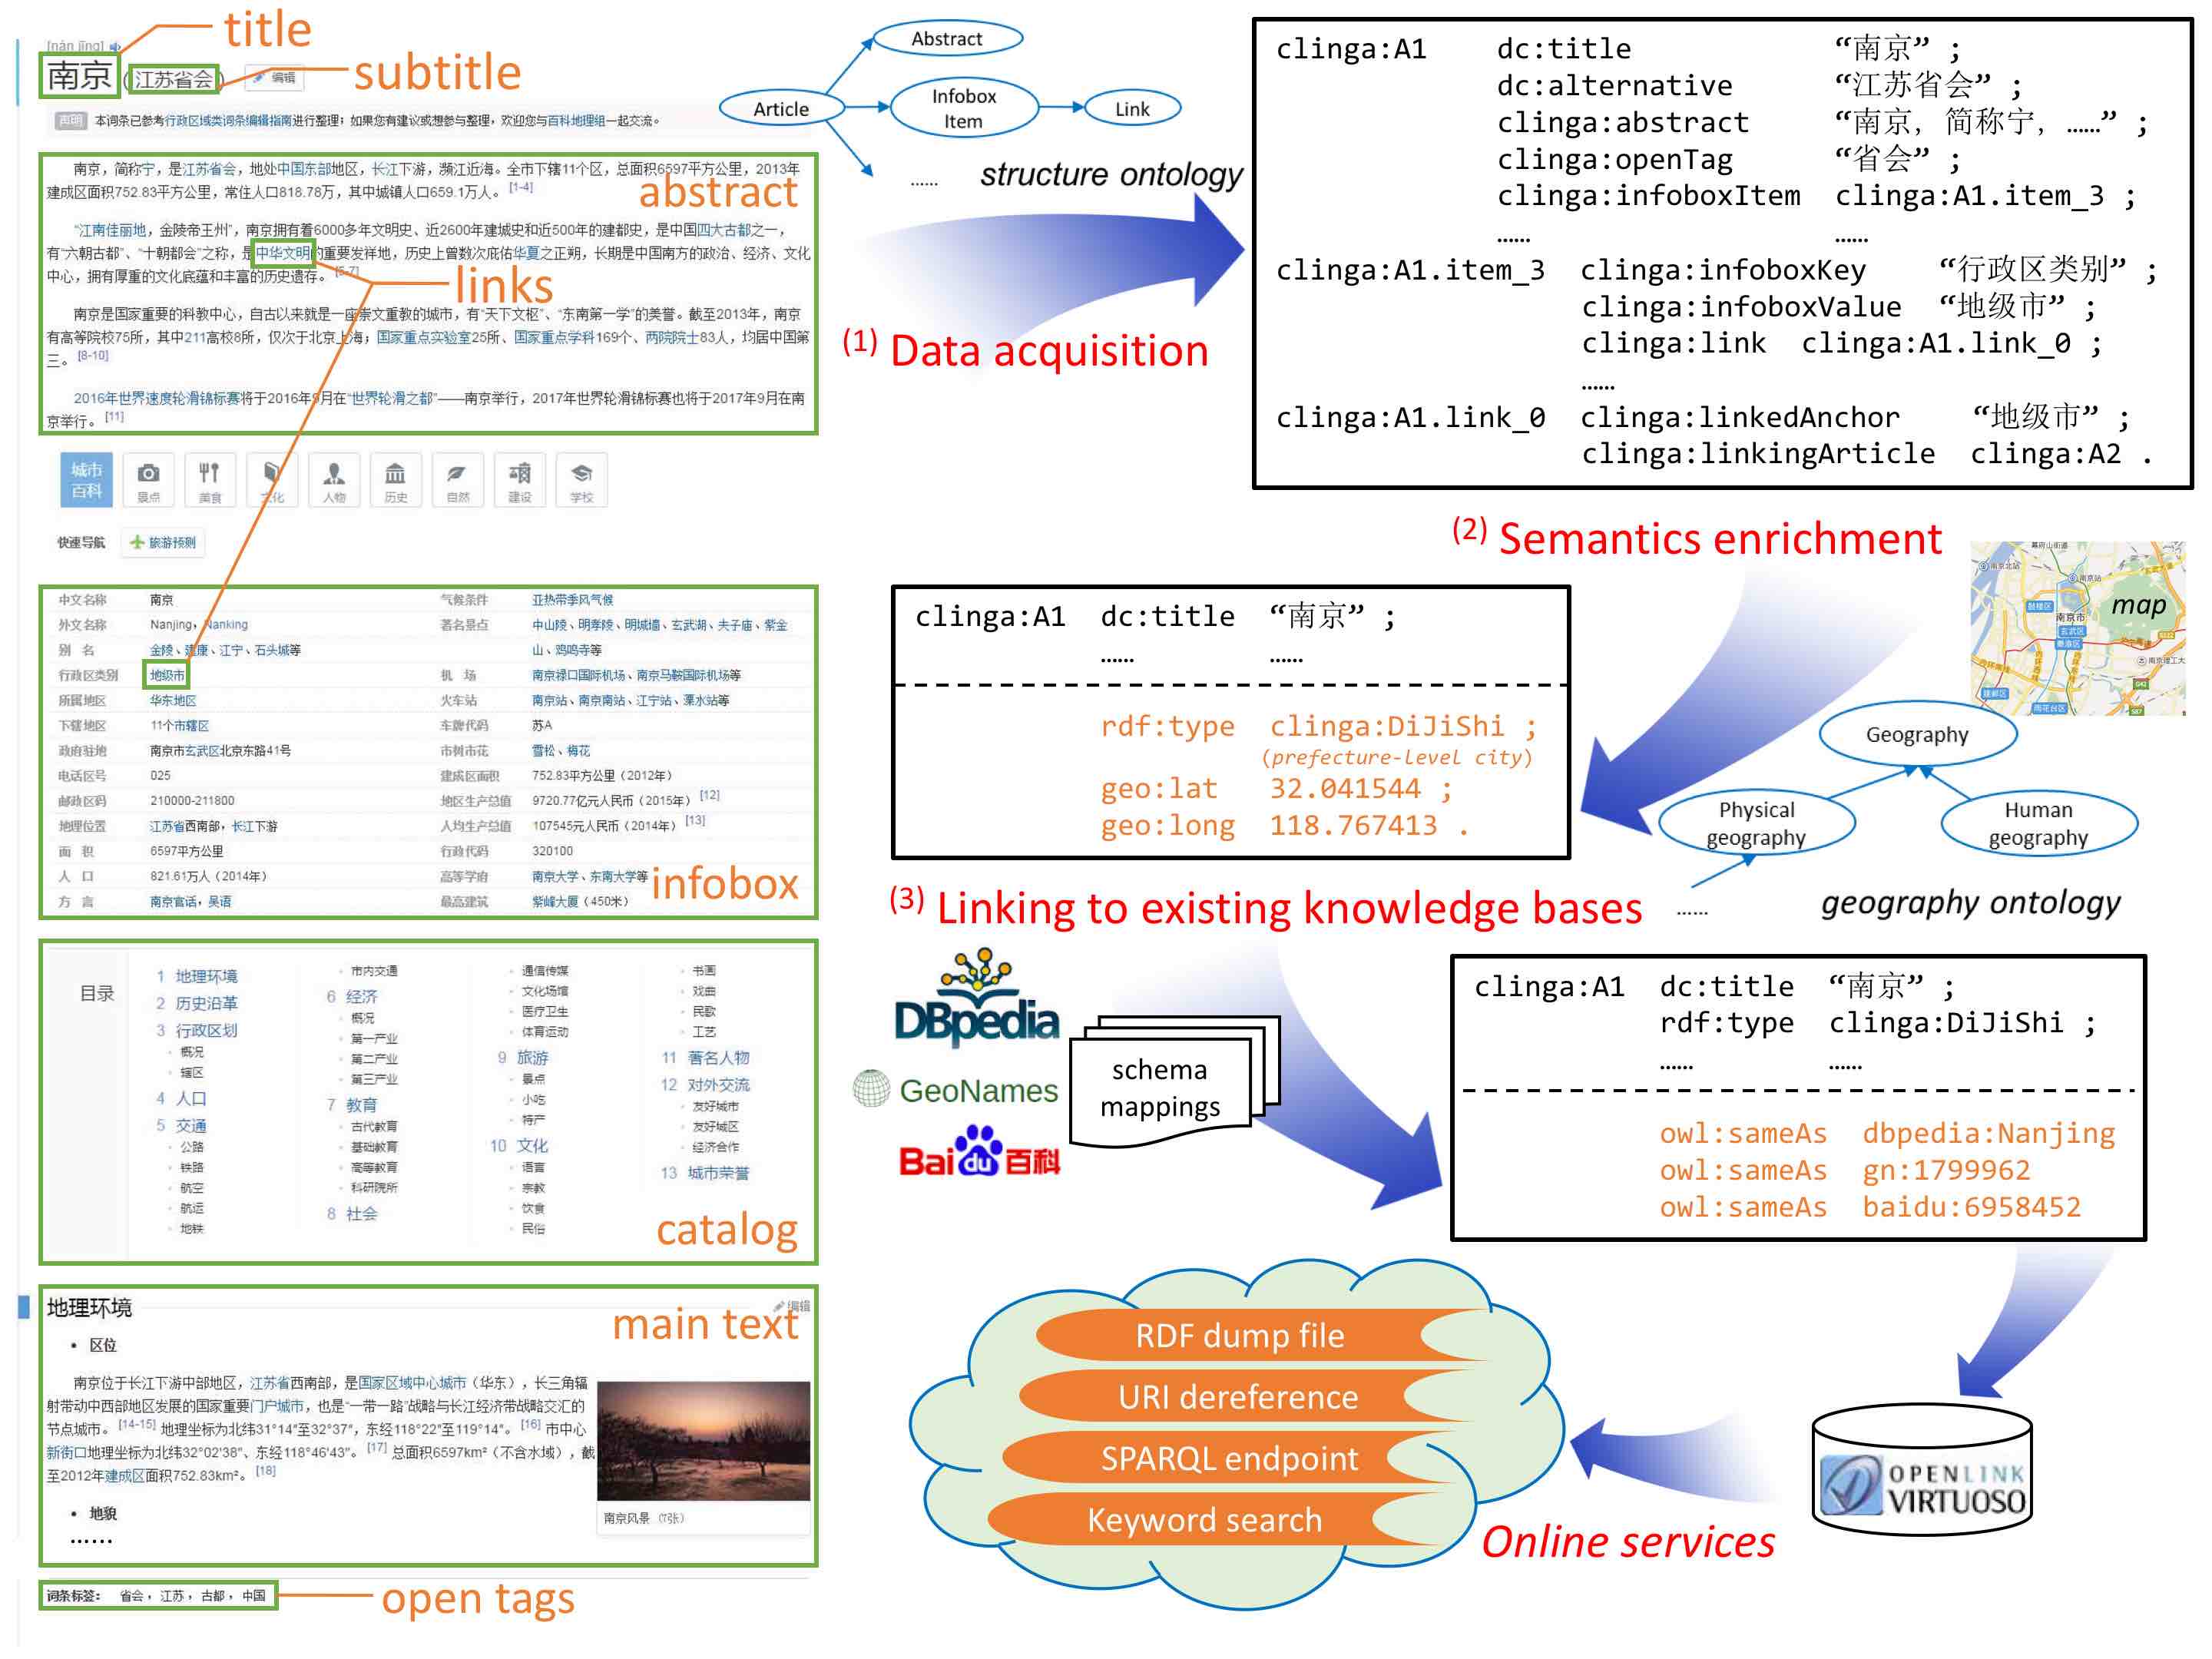 [nán jīng]
title
南京
(江苏省会)
编辑
subtitle
声明 本词条已参考行政区域类词条编辑指南进行整理；如果您有建议或想参与整理，欢迎您与百科地理组一起交流。
南京，简称宁，是江苏省会，地处中国东部地区，长江下游，濒江近海。全市下辖11个区，总面积6597平方公里，2013年
建成区面积752.83平方公里，常住人口818.78万，其中城镇人口659.1万人。[1-4]
abstract
“江南佳丽地，金陵帝王州”，南京拥有着6000多年文明史、近2600年建城史和近500年的建都史，是中国四大古都之一，
有“六朝古都”、“十朝都会”之称，是中华文明的重要发祥地，历史上曾数次庇佑华夏之正朔，长期是中国南方的政治、经济、文化
中心，拥有厚重的文化底蕴和丰富的历史遗存。[5-7]
links
南京是国家重要的科教中心，自古以来就是一座崇文重教的城市，有“天下文枢”、“东南第一学”的美誉。截至2013年，南京
有高等院校75所，其中211高校8所，仅次于北京上海；国家重点实验室25所、国家重点学科169个、两院院士83人，均居中国第
三。[8-10]
2016年世界速度轮滑锦标赛将于2016年9月在“世界轮滑之都”——南京举行，2017年世界轮滑锦标赛也将于2017年9月在南
京举行。[11]
城市
百科
景点 美食 文化 人物 历史 自然 建设 学校
快速导航 旅游预测
中文名称 南京 气候条件 亚热带季风气候
外文名称 Nanjing，Nanking 著名景点 中山陵、明孝陵、明城墙、玄武湖、夫子庙、紫金
别 名 金陵、建康、江宁、石头城等 山、鸡鸣寺等
行政区类别 地级市 机 场 南京禄口国际机场、南京马鞍国际机场等
所属地区 华东地区 火车站 南京站、南京南站、江宁站、溧水站等
下辖地区 11个市辖区 车牌代码 苏A
政府驻地 南京市玄武区北京东路41号 市树市花 雪松、梅花
电话区号 025 建成区面积 752.83平方公里（2012年）
邮政区码 210000-211800 地区生产总值 9720.77亿元人民币（2015年）[12]
地理位置 江苏省西南部，长江下游 人均生产总值 107545元人民币（2014年）[13]
面 积 6597平方公里 行政代码 320100
人 口 821.61万人（2014年） 高等学府 南京大学、东南大学等
方 言 南京官话，吴语 最高建筑 紫峰大厦（450米）
infobox
目录
1 地理环境
2 历史沿革
3 行政区划
概况
辖区
4 人口
5 交通
公路
铁路
航空
航运
地铁
市内交通
6 经济
概况
第一产业
第二产业
第三产业
7 教育
古代教育
基础教育
高等教育
科研院所
8 社会
通信传媒
文化场馆
医疗卫生
体育运动
9 旅游
景点
小吃
特产
10 文化
语言
宗教
饮食
民俗
书画
戏曲
民歌
工艺
11 著名人物
12 对外交流
友好城市
友好城区
经济合作
13 城市荣誉
catalog
地理环境
编辑
main text
• 区位
南京位于长江下游中部地区，江苏省西南部，是国家区域中心城市（华东），长三角辐
射带动中西部地区发展的国家重要门户城市，也是“一带一路”战略与长江经济带战略交汇的
节点城市。[14-15] 地理坐标为北纬31°14″至32°37″，东经118°22″至119°14″。[16] 市中心
新街口地理坐标为北纬32°02′38″、东经118°46′43″。[17] 总面积6597km²（不含水域），截
至2012年建成区面积752.83km²。[18]
• 地貌
……
南京风景（7张）
词条标签： 省会，江苏，古都，中国
open tags
Abstract
Article
Infobox
Item
Link
......
structure ontology
(1) Data acquisition
clinga:A1 dc:title “南京” ;
dc:alternative “江苏省会” ;
clinga:abstract “南京, 简称宁, ……” ;
clinga:openTag “省会” ;
clinga:infoboxItem clinga:A1.item_3 ;
…… ……
clinga:A1.item_3 clinga:infoboxKey “行政区类别” ;
clinga:infoboxValue “地级市” ;
clinga:link clinga:A1.link_0 ;
……
clinga:A1.link_0 clinga:linkedAnchor “地级市” ;
clinga:linkingArticle clinga:A2 .
(2) Semantics enrichment
map
南京市
玄武区
clinga:A1 dc:title “南京” ;
…… ……
rdf:type clinga:DiJiShi ;
(prefecture-level city)
geo:lat 32.041544 ;
geo:long 118.767413 .
Geography
Physical
geography
Human
geography
......
geography ontology
(3) Linking to existing knowledge bases
DBpedia
GeoNames
Bai du 百科
schema
mappings
clinga:A1 dc:title “南京” ;
rdf:type clinga:DiJiShi ;
…… ……
owl:sameAs dbpedia:Nanjing
owl:sameAs gn:1799962
owl:sameAs baidu:6958452
RDF dump file
URI dereference
SPARQL endpoint
Keyword search
Online services
OPENLINK
VIRTUOSO